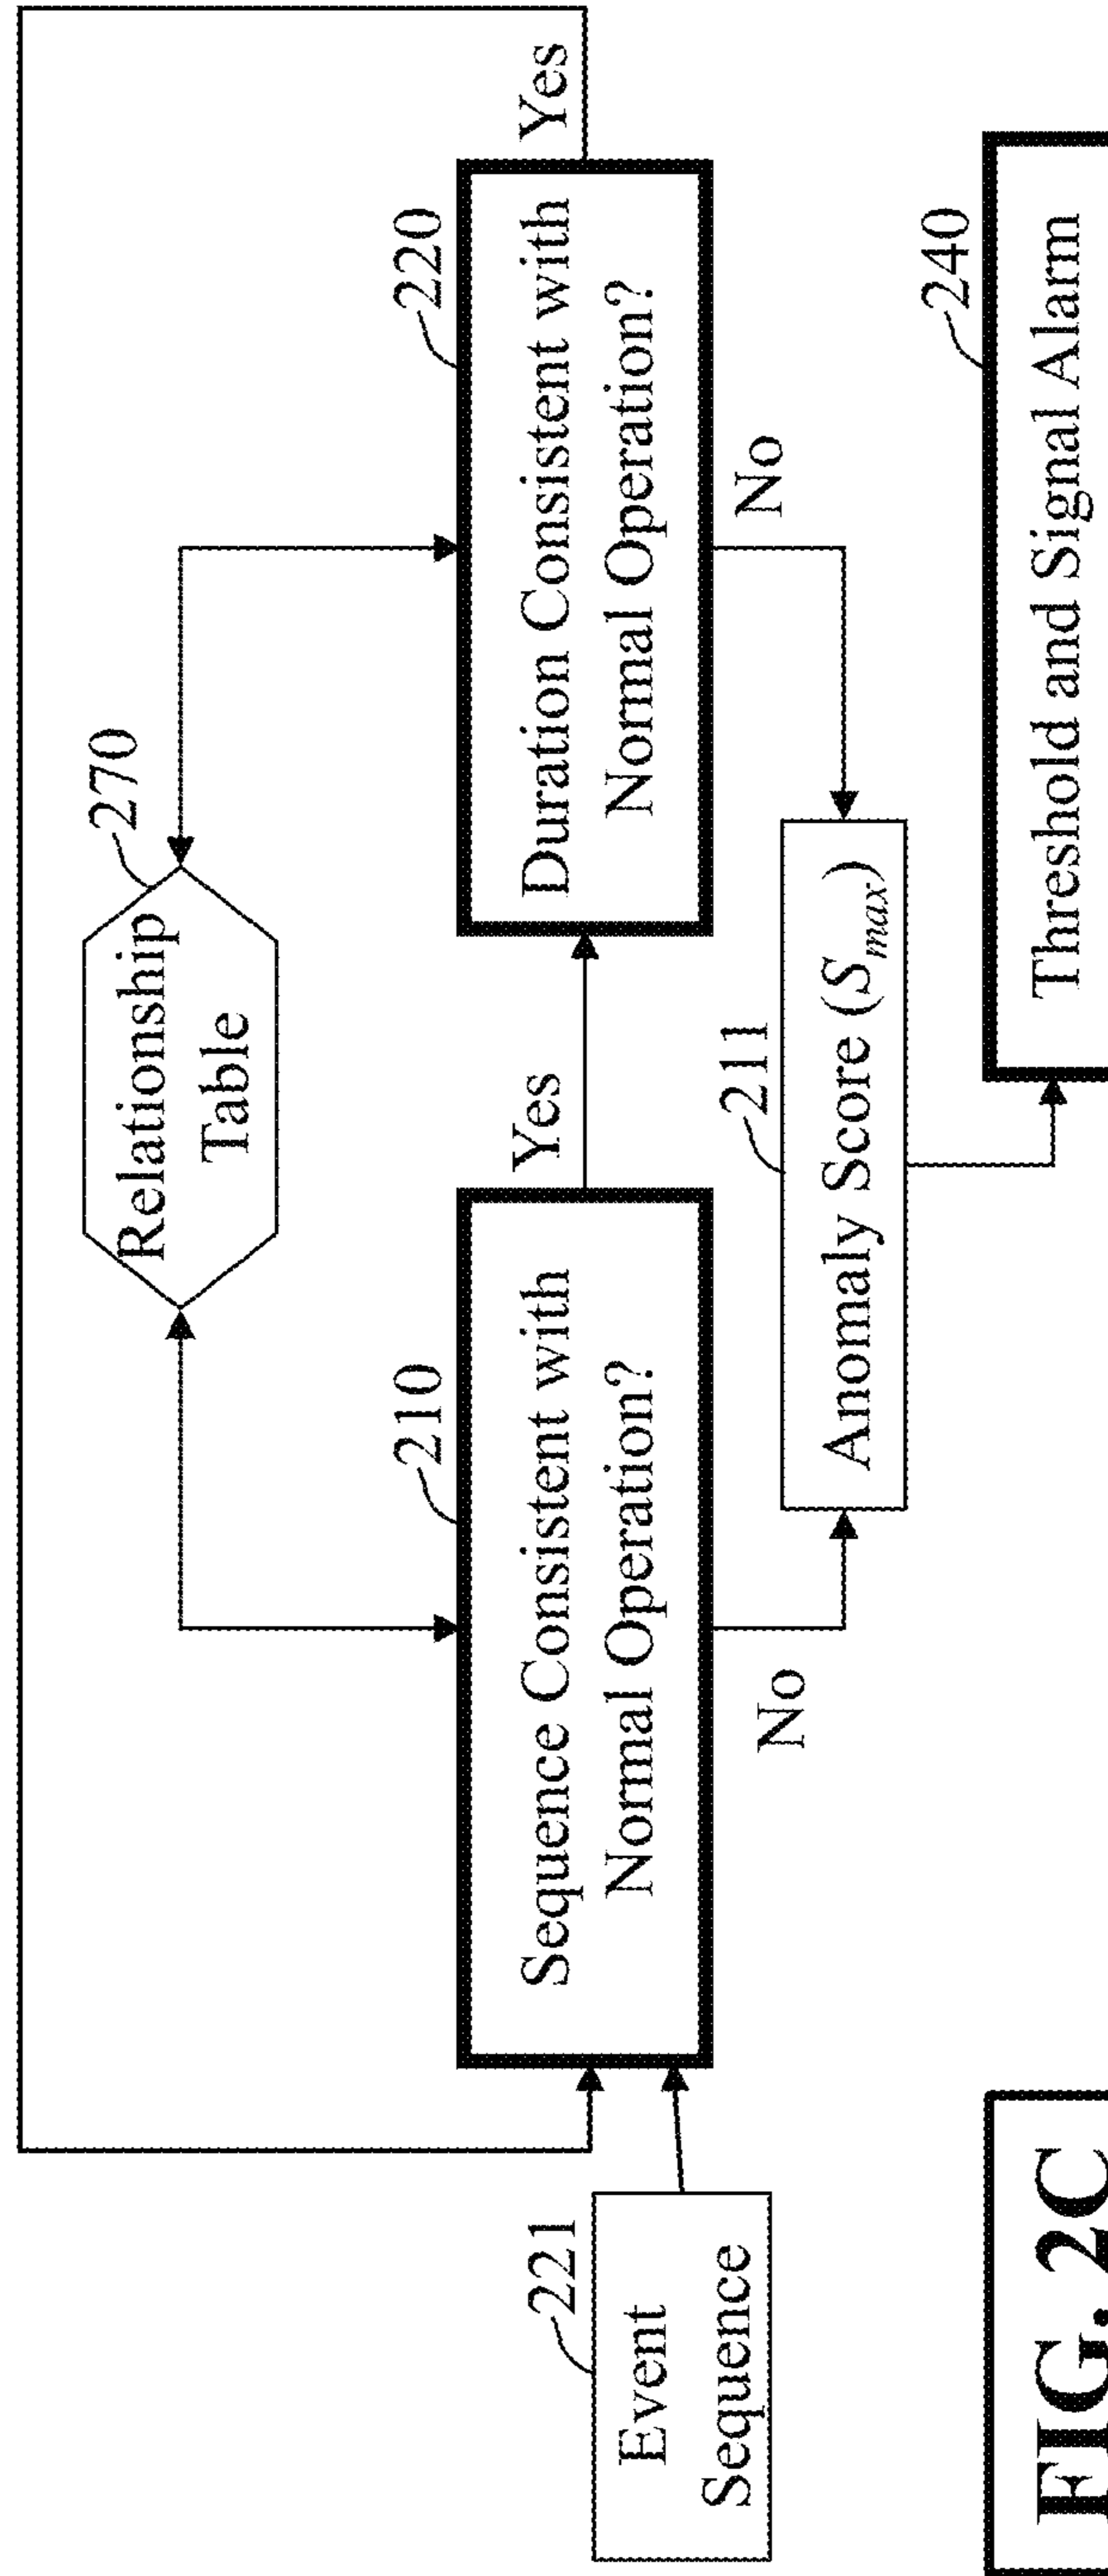 270
Relationship
Table
Yes
210
Sequence Consistent with
Normal Operation?
Yes
220
Duration Consistent with
Normal Operation?
221
Event
Sequence
No
No
211
Anomaly Score (Smax)
240
Threshold and Signal Alarm
FIG. 2C